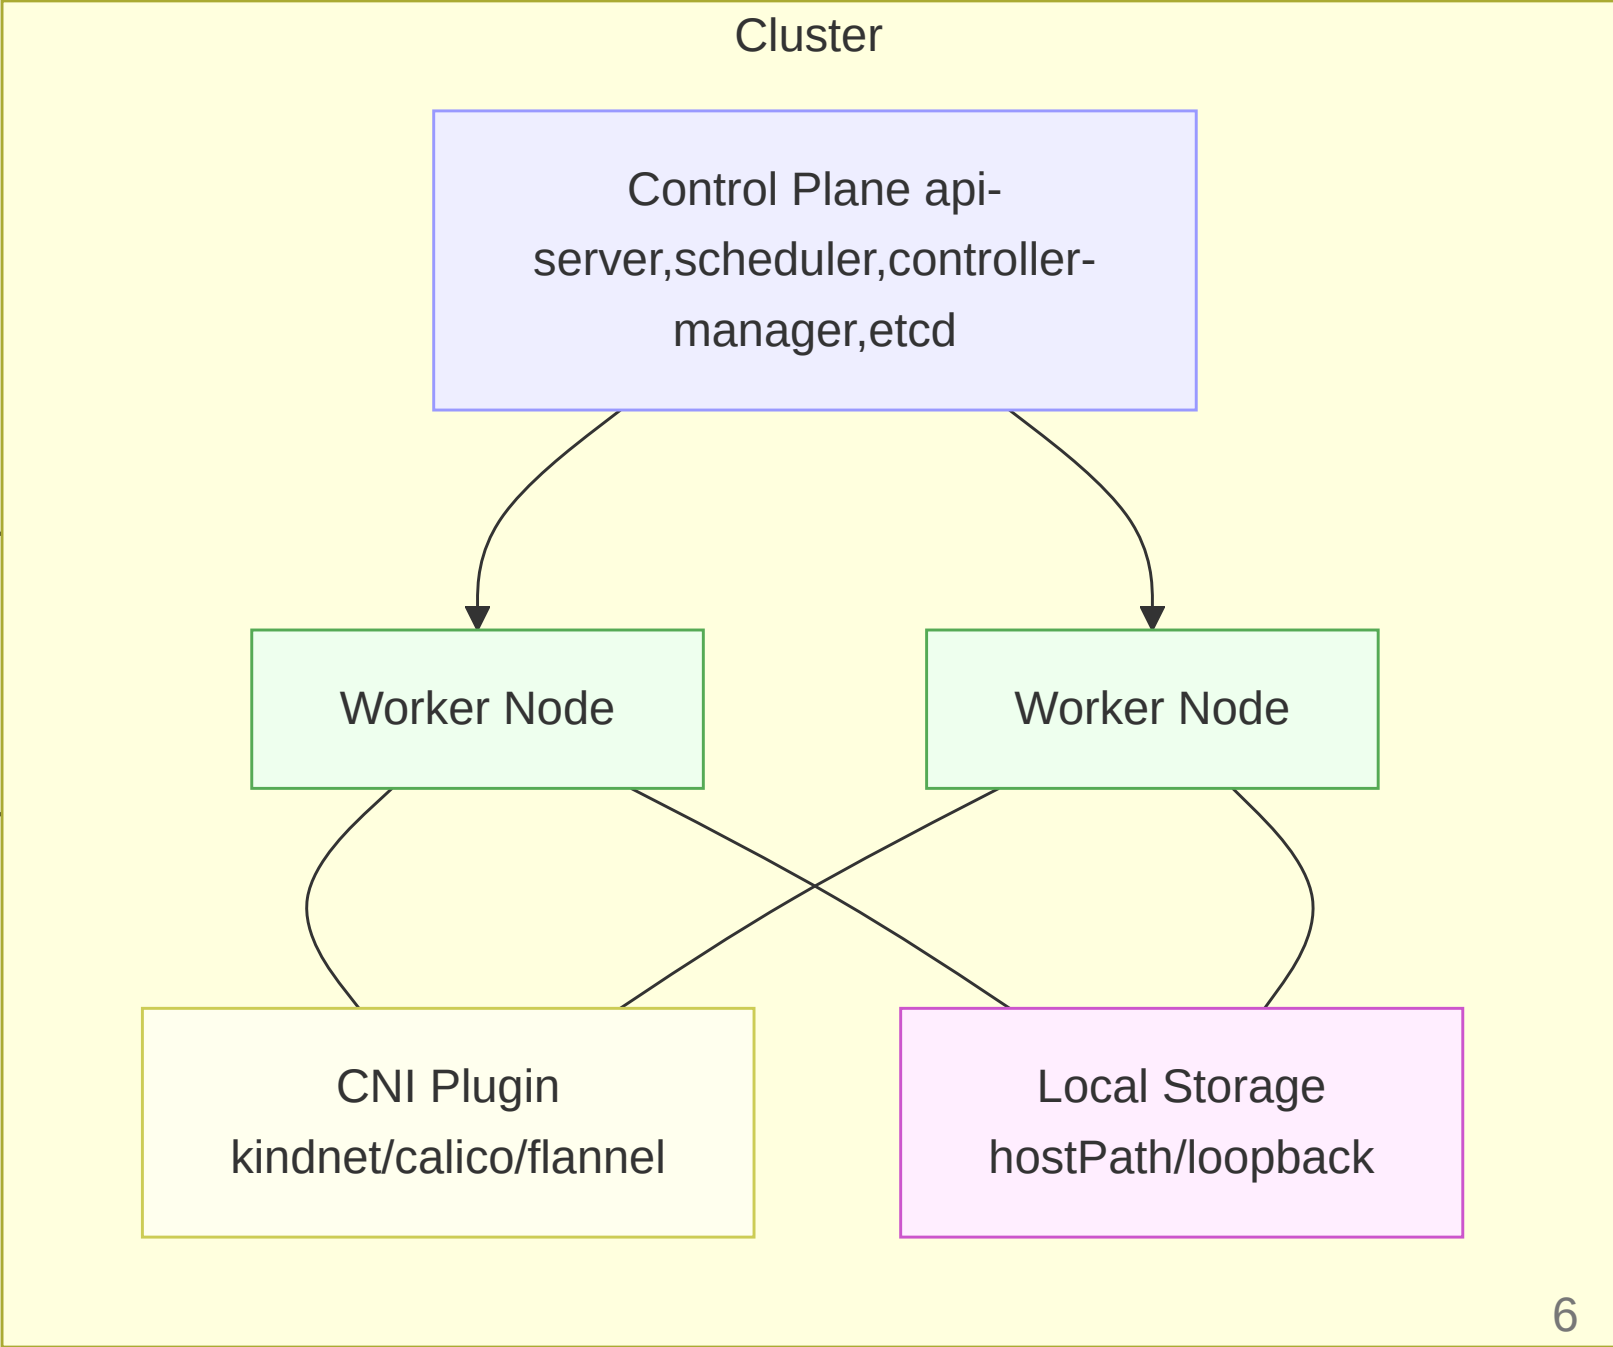 Cluster
Control Plane api-
server,scheduler,controller-
manager,etcd
Worker Node
Worker Node
CNI Plugin
kindnet/calico/flannel
Local Storage
hostPath/loopback
6